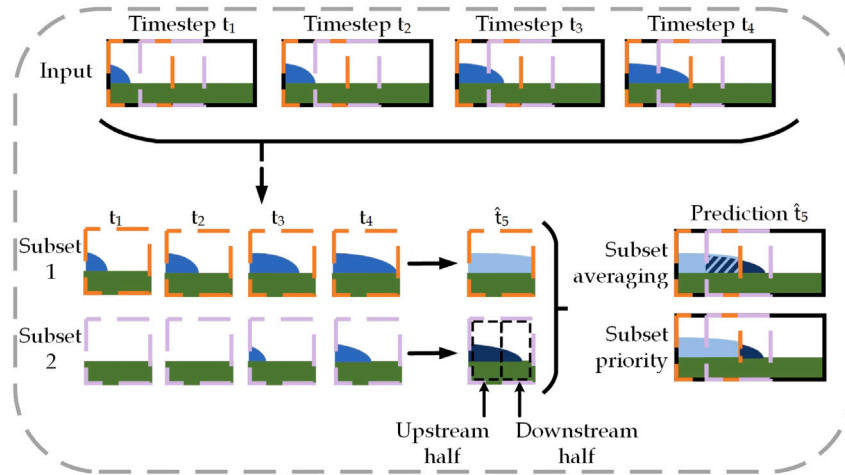 Timestep t₁ Timestep t₂ Timestep t₃ Timestep t₄
Input
t₁ t₂ t₃ t₄ t̂₅ Prediction t̂₅
Subset
1
Subset
averaging
Subset
2
Subset
priority
Upstream
half
Downstream
half